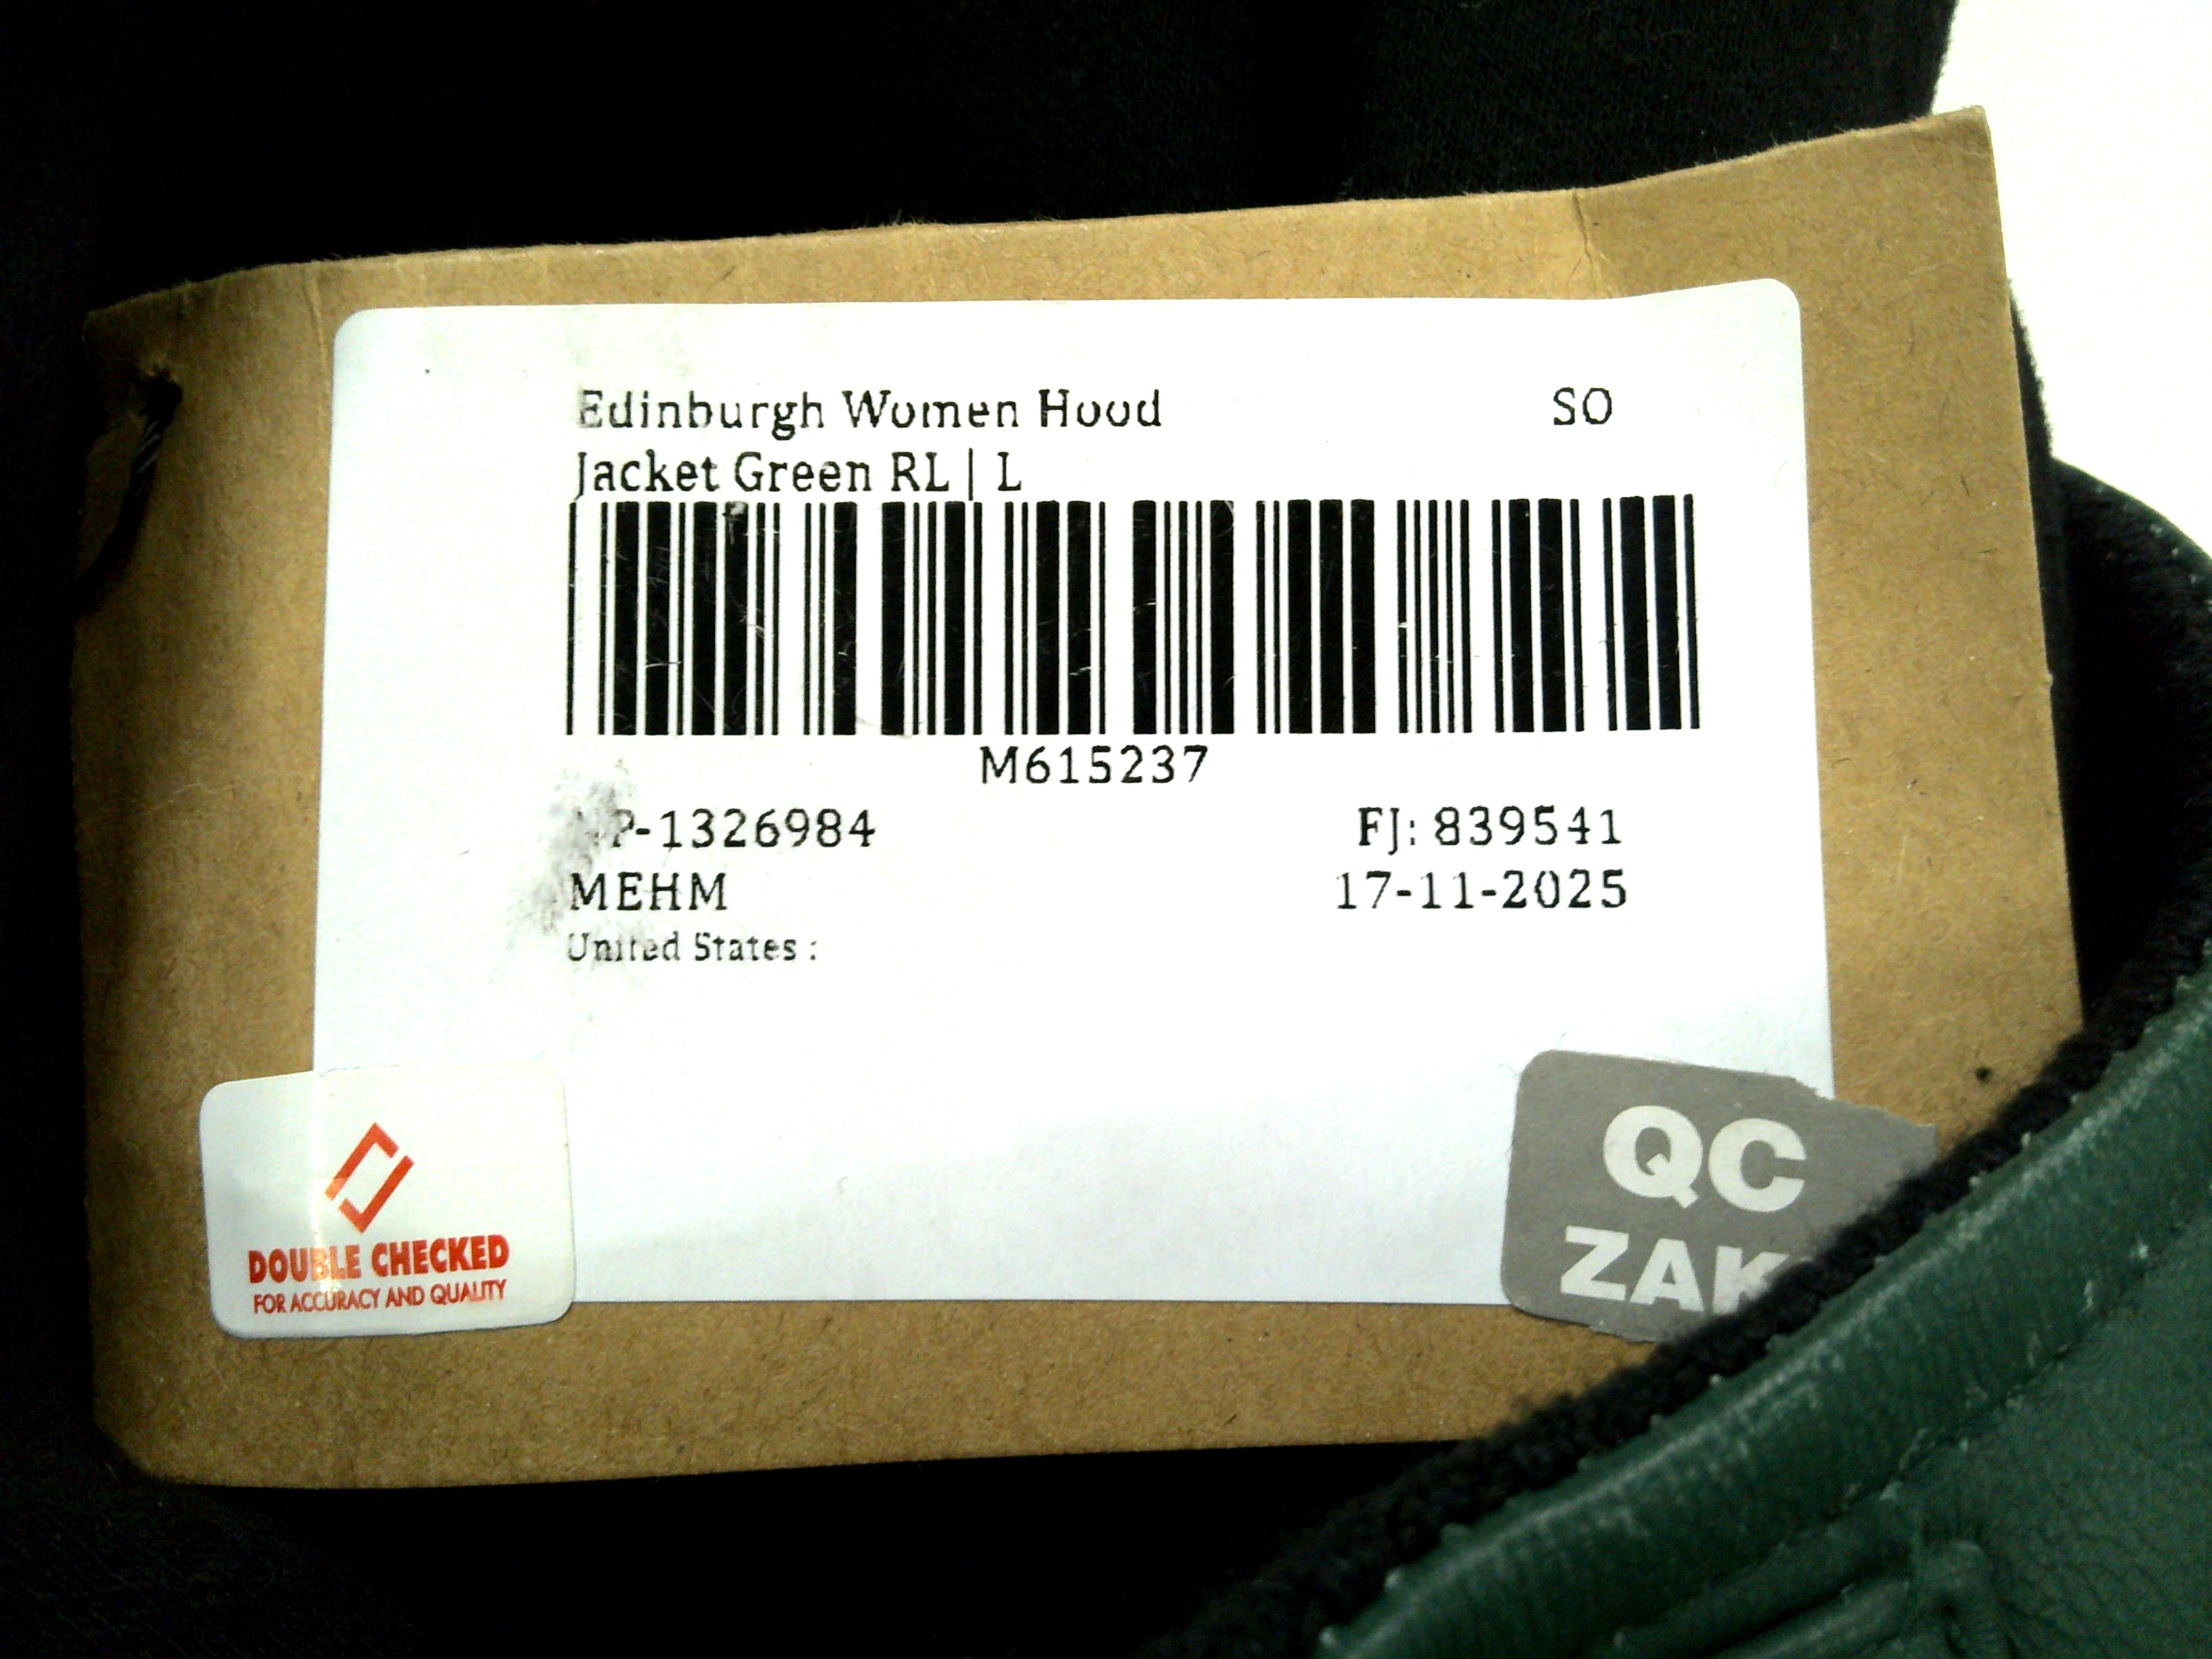 Edinburgh Women Hood SO
Jacket Green RL | L
M615237
FJ: 839541
MEHM 17-11-2025
United States :
DOUBLE CHECKED
FOR ACCURACY AND QUALITY
QC
ZAK